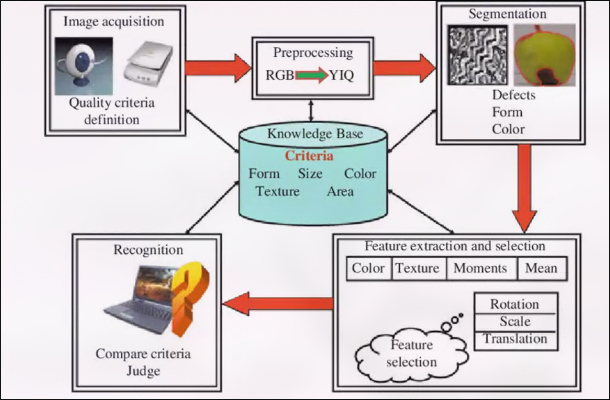 Image acquisition
Quality criteria
definition
Preprocessing
RGB YIQ
Segmentation
Defects
Form
Color
Knowledge Base
Criteria
Form Size Color
Texture Area
Feature extraction and selection
Color Texture Moments Mean
Rotation
Scale
Translation
Feature
selection
Recognition
Compare criteria
Judge